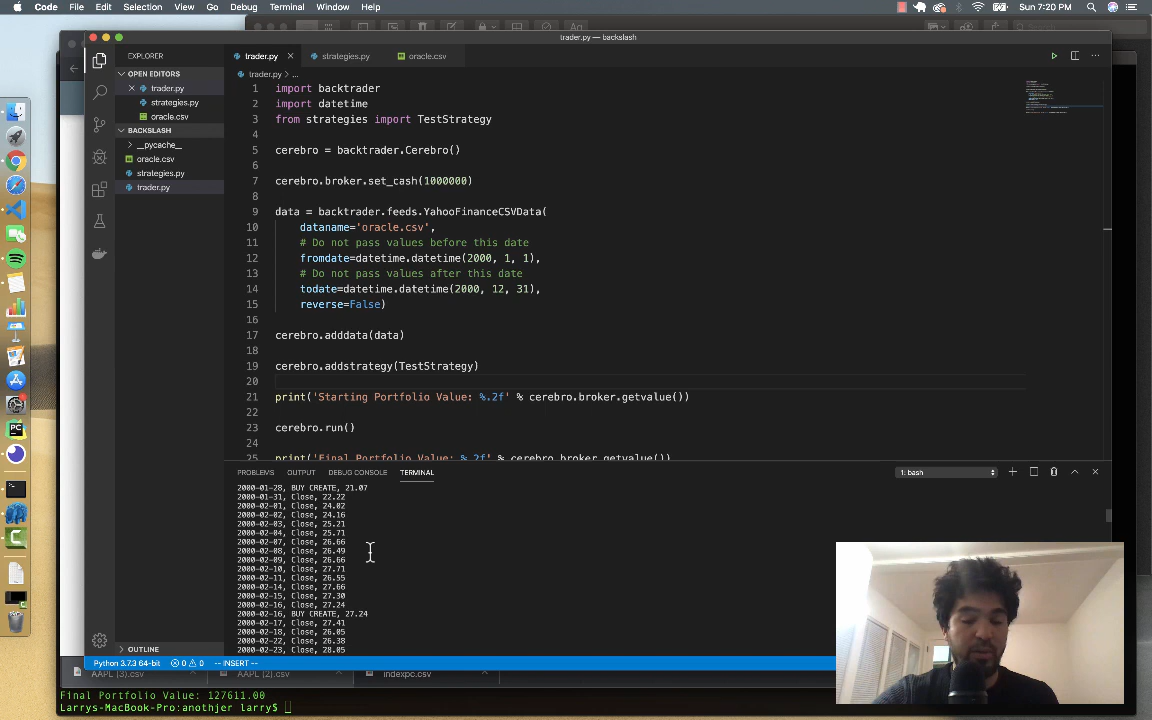 Code File Edit Selection View Go Debug Terminal Window Help
Sun 7:20 PM
trader.py — backslash
EXPLORER
OPEN EDITORS
trader.py
strategies.py
oracle.csv
BACKSLASH
__pycache__
oracle.csv
strategies.py
trader.py
OUTLINE
trader.py
strategies.py
oracle.csv
trader.py > ...
1 import backtrader
2 import datetime
3 from strategies import TestStrategy
4
5 cerebro = backtrader.Cerebro()
6
7 cerebro.broker.set_cash(1000000)
8
9 data = backtrader.feeds.YahooFinanceCSVData(
10 dataname='oracle.csv',
11 # Do not pass values before this date
12 fromdate=datetime.datetime(2000, 1, 1),
13 # Do not pass values after this date
14 todate=datetime.datetime(2000, 12, 31),
15 reverse=False)
16
17 cerebro.adddata(data)
18
19 cerebro.addstrategy(TestStrategy)
20
21 print('Starting Portfolio Value: %.2f' % cerebro.broker.getvalue())
22
23 cerebro.run()
24
25 print('Final Portfolio Value: %.2f' % cerebro.broker.getvalue())
PROBLEMS OUTPUT DEBUG CONSOLE TERMINAL
1: bash
2000-01-28, BUY CREATE, 21.07
2000-01-31, Close, 22.22
2000-02-01, Close, 24.02
2000-02-02, Close, 24.16
2000-02-03, Close, 25.21
2000-02-04, Close, 25.71
2000-02-07, Close, 26.66
2000-02-08, Close, 26.49
2000-02-09, Close, 26.66
2000-02-10, Close, 27.71
2000-02-11, Close, 26.55
2000-02-14, Close, 27.66
2000-02-15, Close, 27.30
2000-02-16, Close, 27.24
2000-02-16, BUY CREATE, 27.24
2000-02-17, Close, 27.41
2000-02-18, Close, 26.05
2000-02-22, Close, 26.38
2000-02-23, Close, 28.05
Python 3.7.3 64-bit 0 0 -- INSERT --
AAPL (3).csv
AAPL (2).csv
indexpc.csv
Final Portfolio Value: 127611.00
Larrys-MacBook-Pro:anothjer larry$